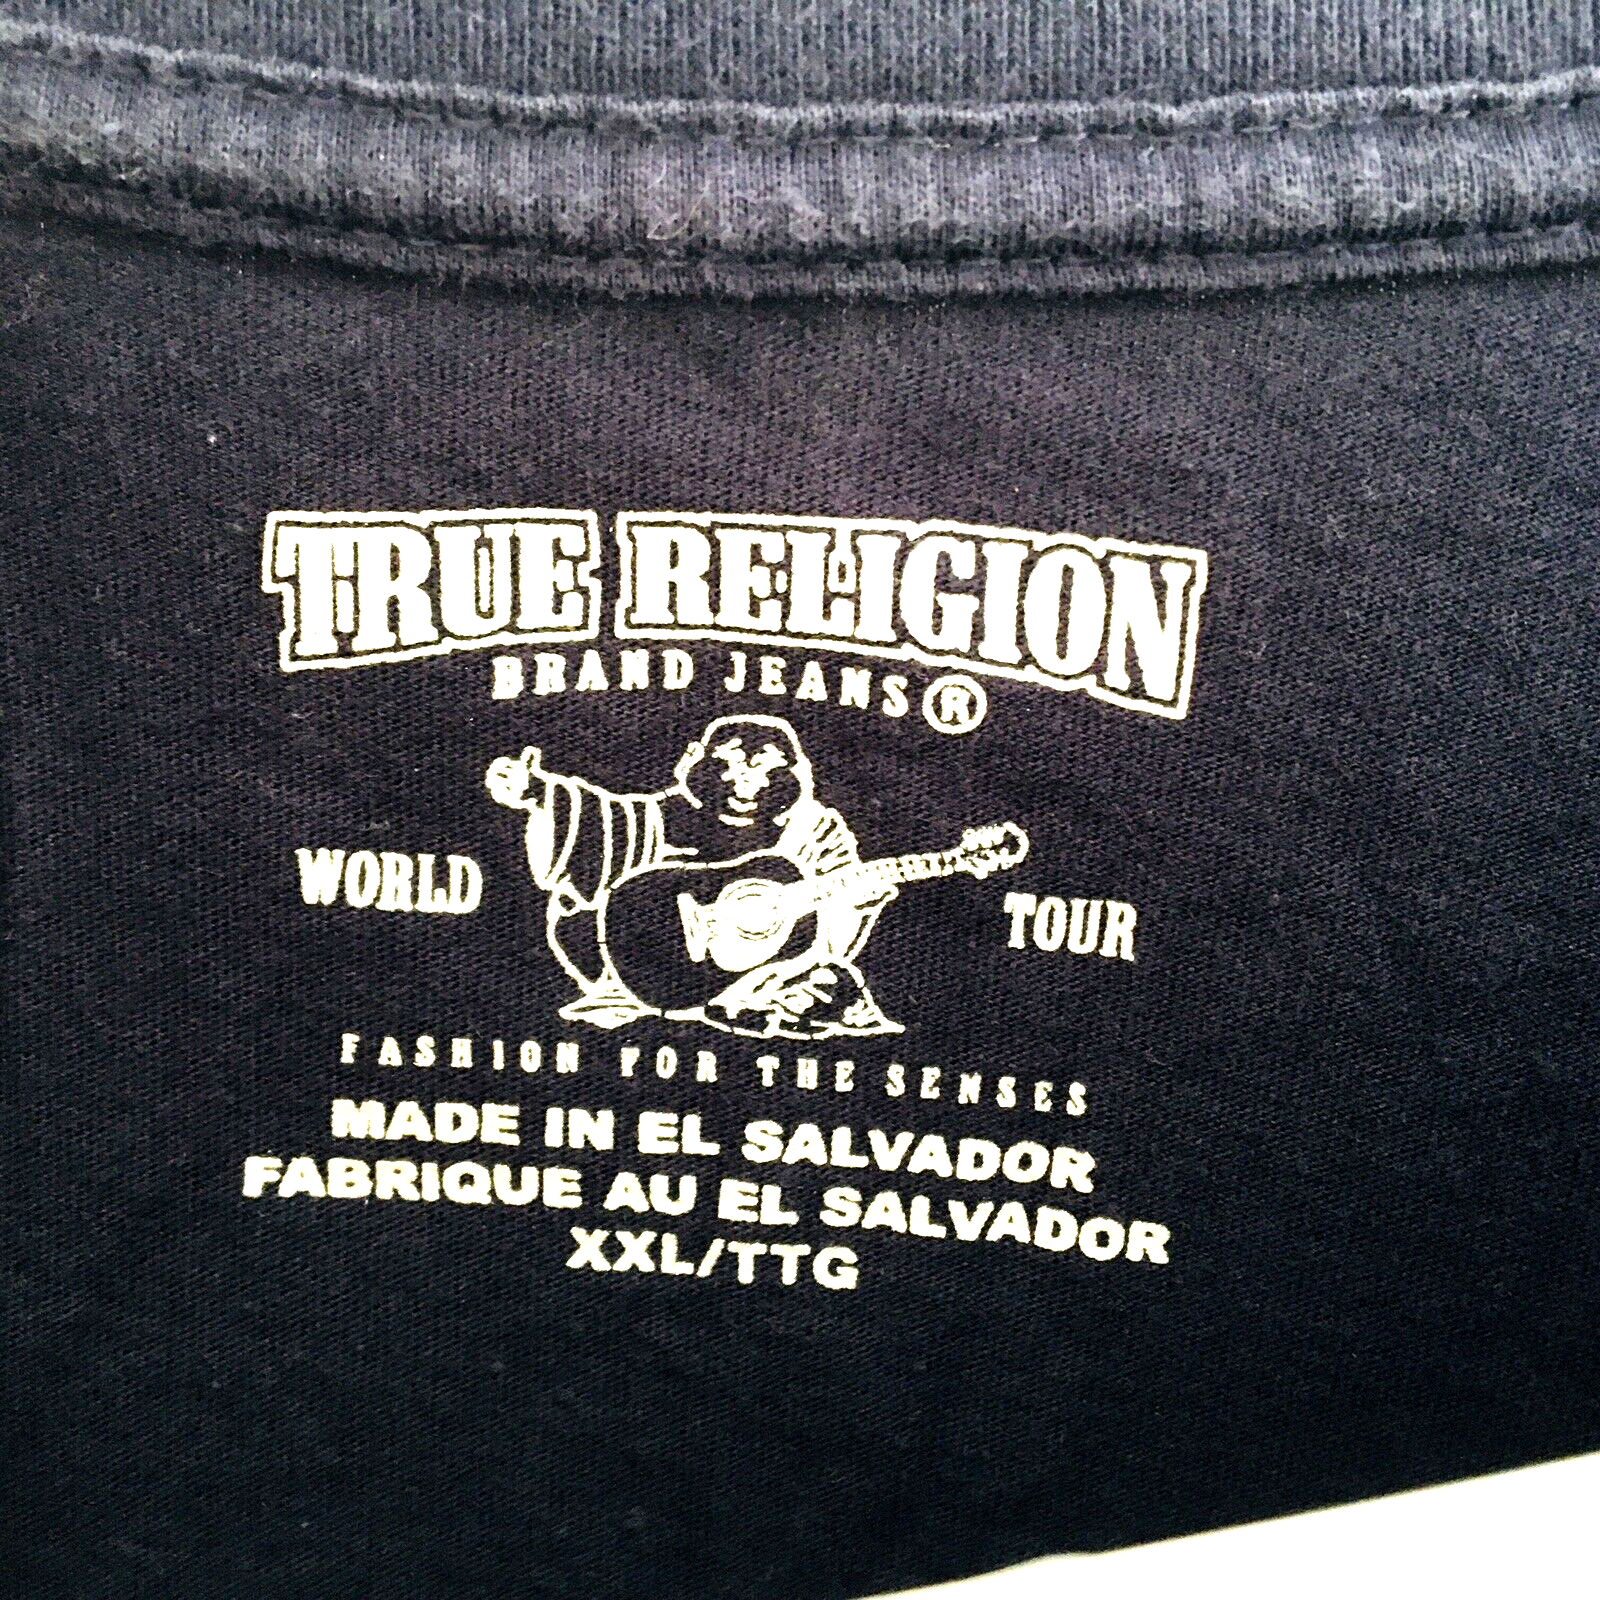 TRUE RELIGION
BRAND JEANS®
WORLD TOUR
FASHION FOR THE SENSES
MADE IN EL SALVADOR
FABRIQUE AU EL SALVADOR
XXL/TTG